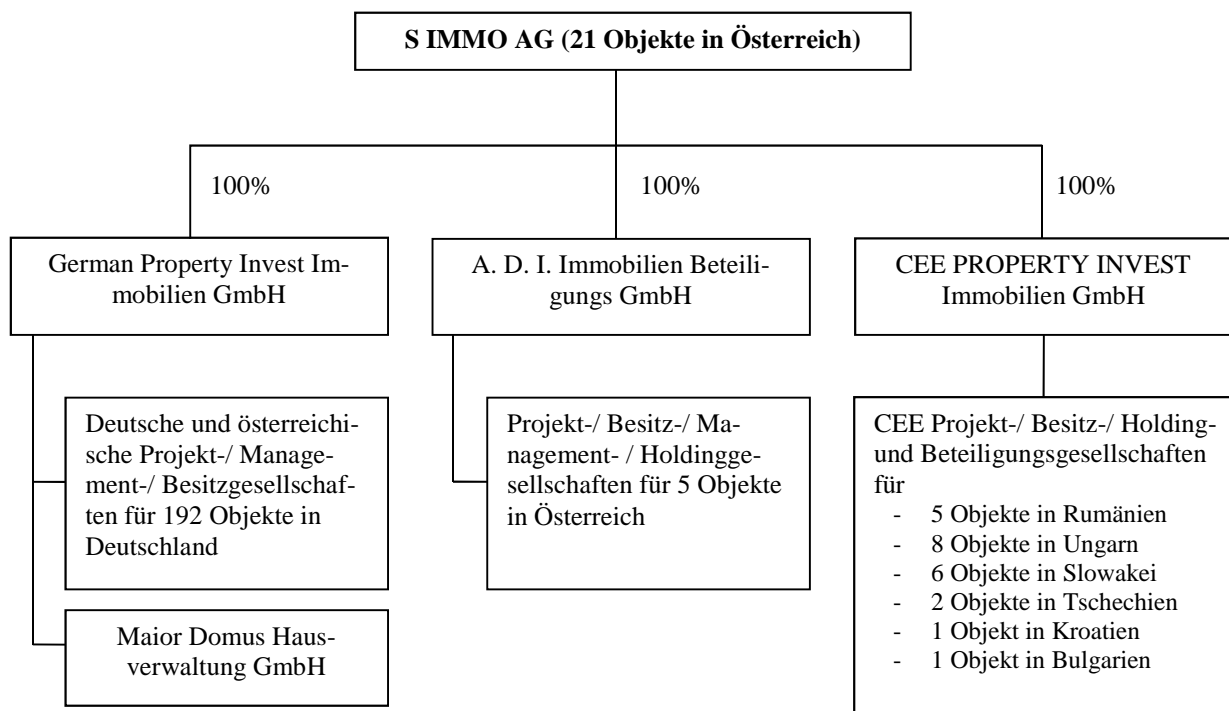 S IMMO AG (21 Objekte in Österreich)
100%
100%
100%
German Property Invest Im-
mobilien GmbH
A. D. I. Immobilien Beteili-
gungs GmbH
CEE PROPERTY INVEST
Immobilien GmbH
Deutsche und österreichi-
sche Projekt-/ Manage-
ment-/ Besitzgesellschaf-
ten für 192 Objekte in
Deutschland
Maior Domus Haus-
verwaltung GmbH
Projekt-/ Besitz-/ Ma-
nagement- / Holdingge-
sellschaften für 5 Objekte
in Österreich
CEE Projekt-/ Besitz-/ Holding-
und Beteiligungsgesellschaften
für
- 5 Objekte in Rumänien
- 8 Objekte in Ungarn
- 6 Objekte in Slowakei
- 2 Objekte in Tschechien
- 1 Objekt in Kroatien
- 1 Objekt in Bulgarien